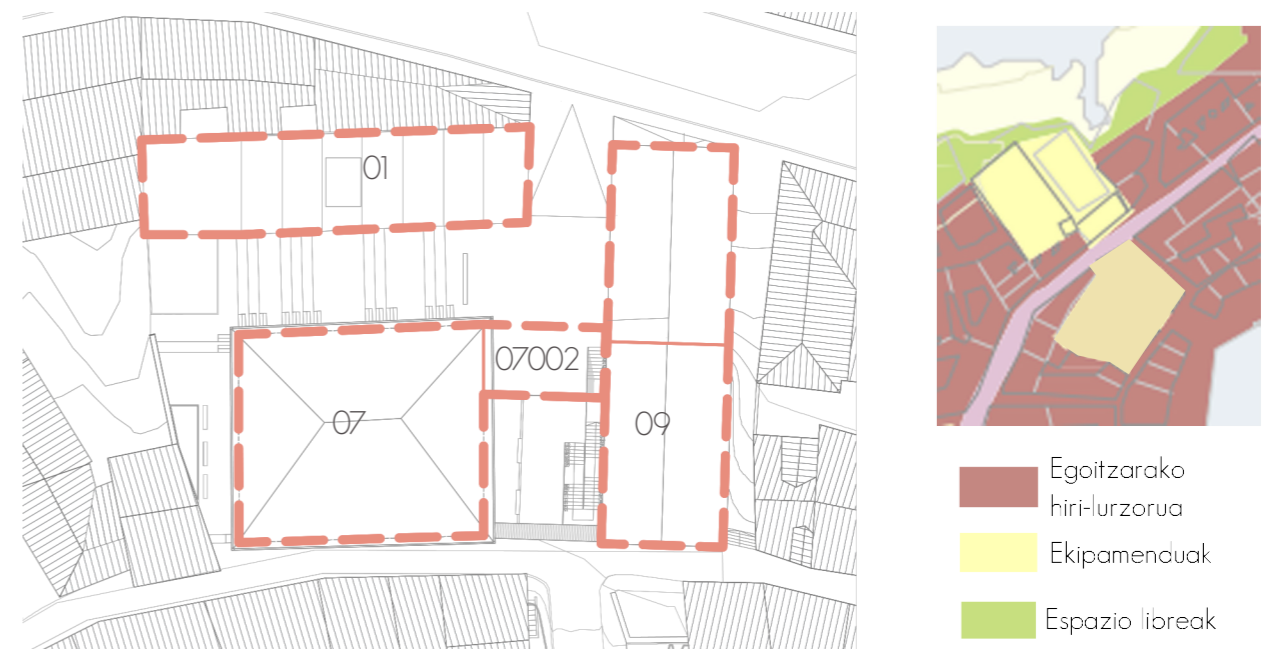 01
07002
07
09
Egoitzarako
hiri-lurzorua
Ekipamenduak
Espazio libreak